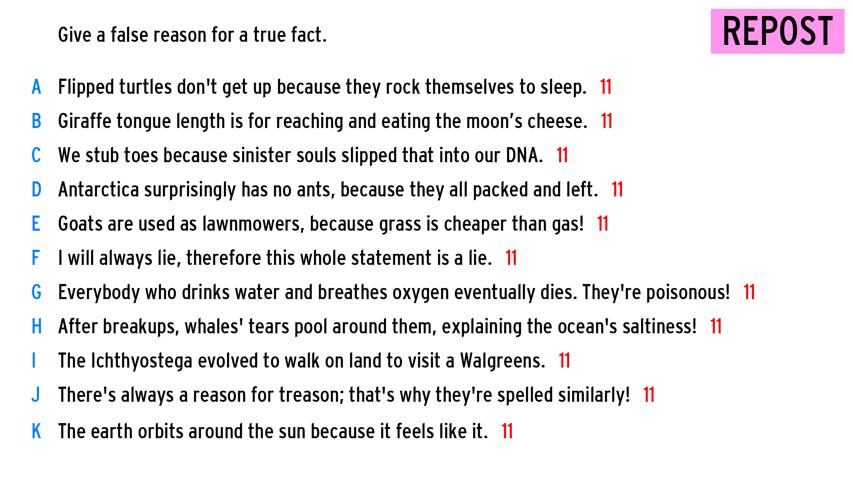 Give a false reason for a true fact.
REPOST
A Flipped turtles don't get up because they rock themselves to sleep. 11
B Giraffe tongue length is for reaching and eating the moon’s cheese. 11
C We stub toes because sinister souls slipped that into our DNA. 11
D Antarctica surprisingly has no ants, because they all packed and left. 11
E Goats are used as lawnmowers, because grass is cheaper than gas! 11
F I will always lie, therefore this whole statement is a lie. 11
G Everybody who drinks water and breathes oxygen eventually dies. They're poisonous! 11
H After breakups, whales' tears pool around them, explaining the ocean's saltiness! 11
I The Ichthyostega evolved to walk on land to visit a Walgreens. 11
J There's always a reason for treason; that's why they're spelled similarly! 11
K The earth orbits around the sun because it feels like it. 11